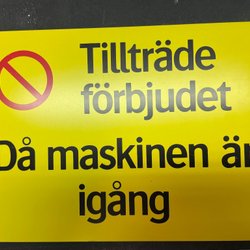 Tillträde
förbjudet
Då maskinen är
igång